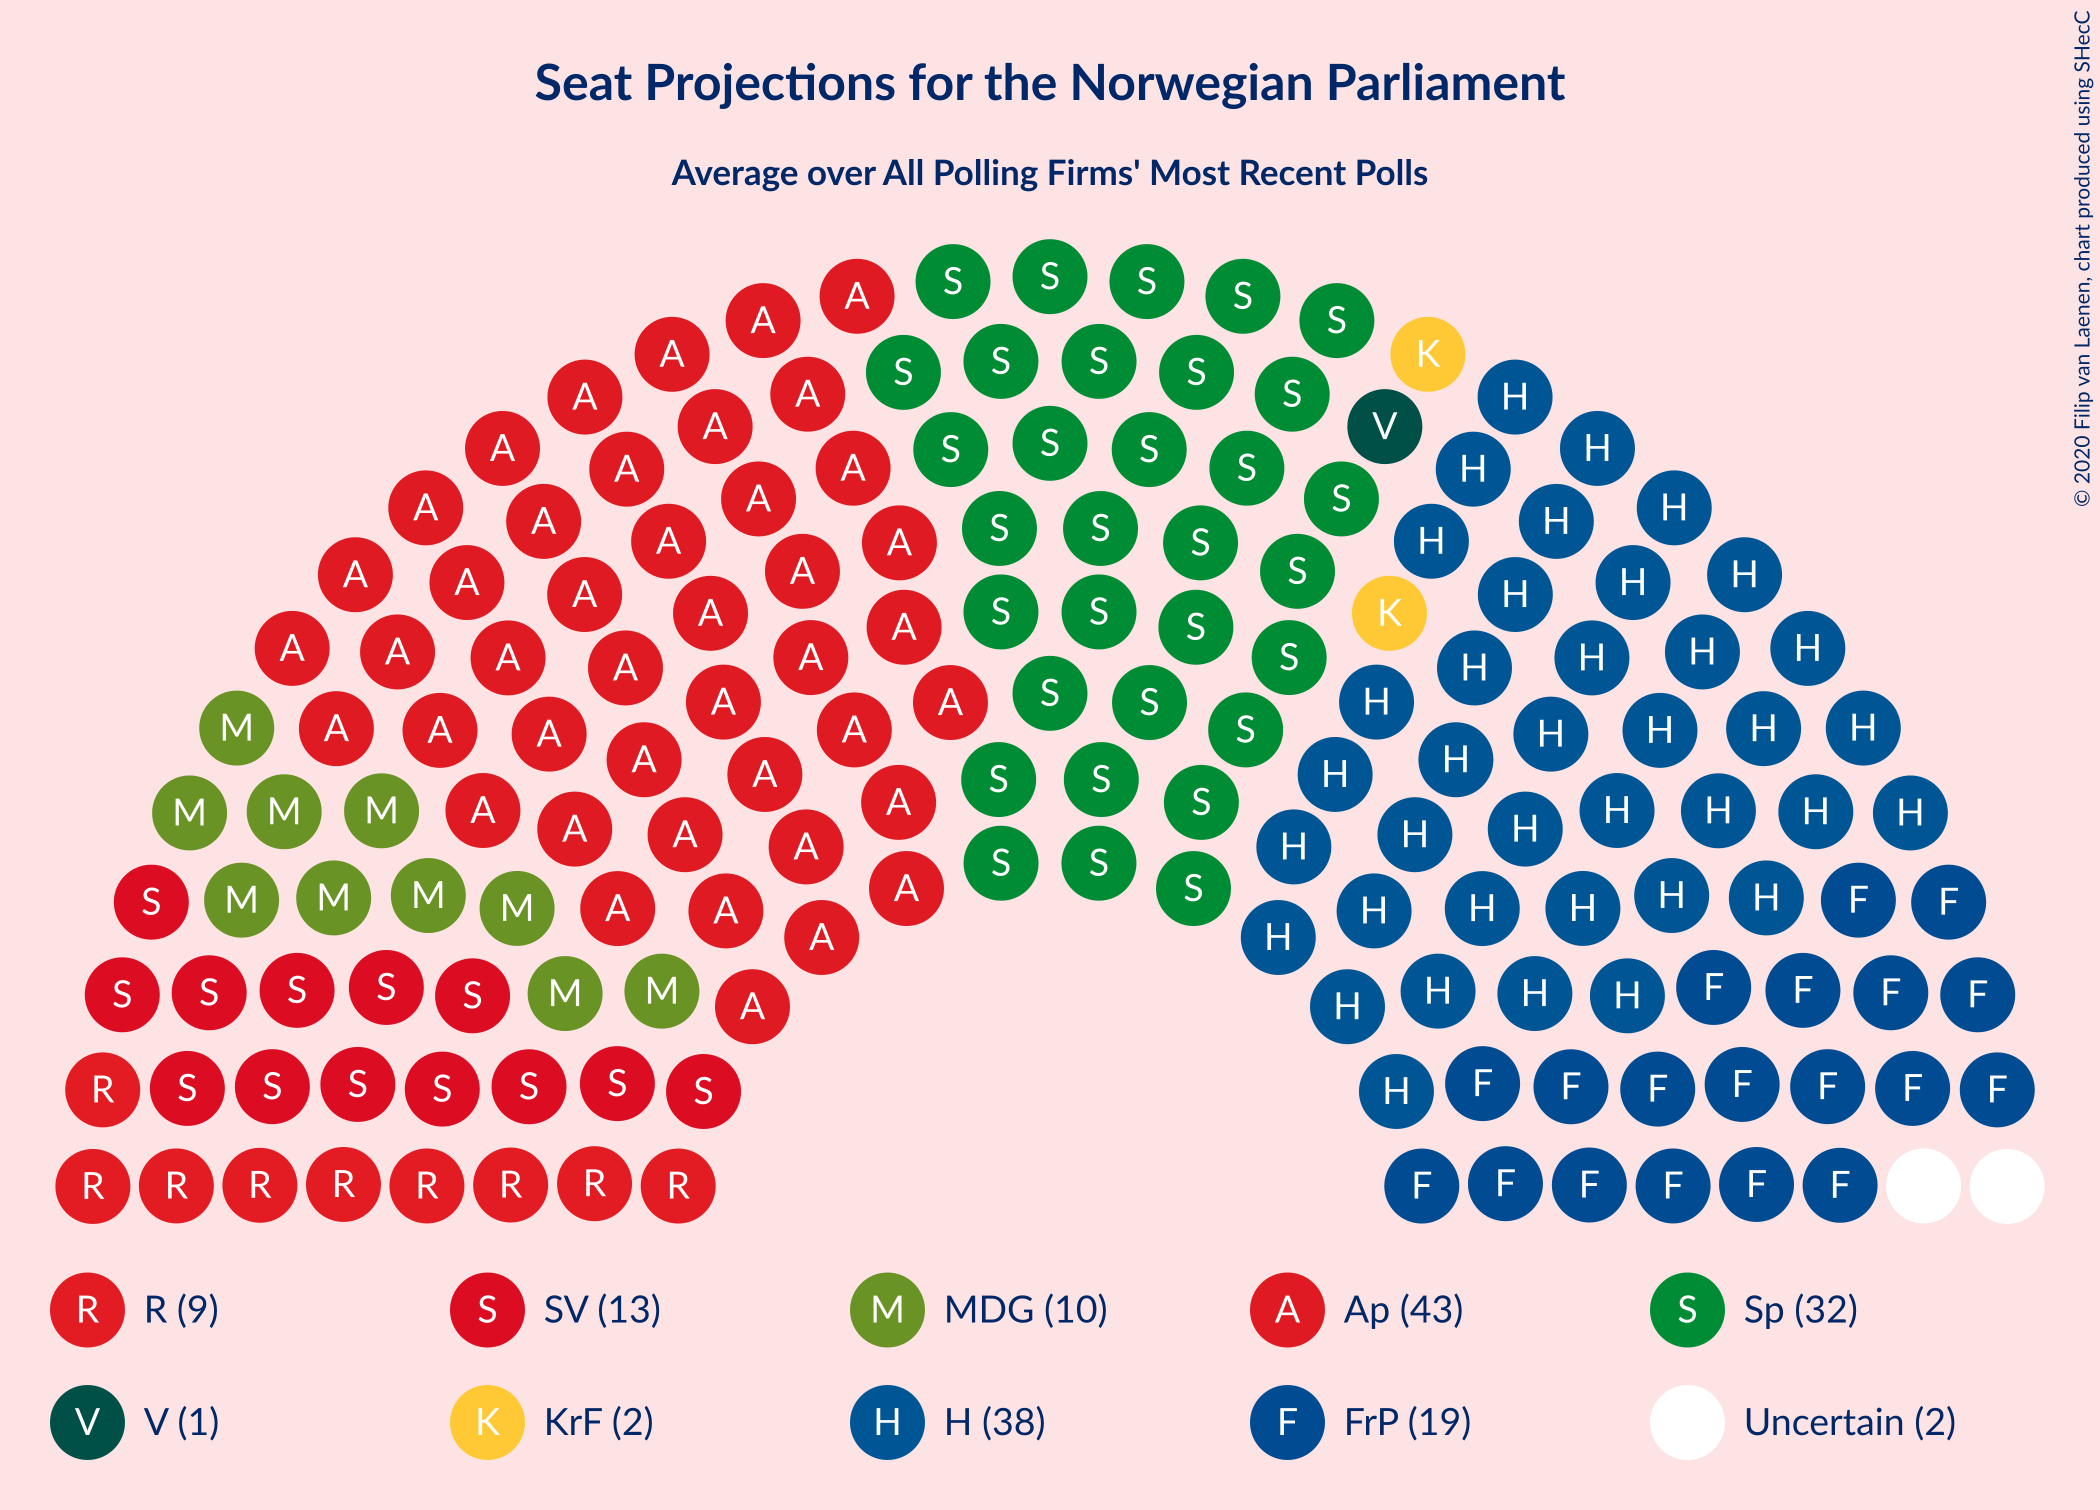 Seat Projections for the Norwegian Parliament
Average over All Polling Firms' Most Recent Polls
© 2020 Filip van Laenen, chart produced using SHecC
S S S S S
A A K
A S S S S S H
A A V
A A S S S S H H
A A A S H
A A A A S S S H H H
A A A S H
A A A A S S S K H H H
A A A A S H H H
M A A A A A A S S S H H H H H H
A A A A S S S H H H
M M M A A A A H H H H H H H
S M M M M A A A A S S S H H H H H F F
A H
S S S S S M M A H H H H F F F F
R S S S S S S S H F F F F F F F
R R R R R R R R F F F F F F
R R (9) S SV (13) M MDG (10) A Ap (43) S Sp (32)
V V (1) K KrF (2) H H (38) F FrP (19) Uncertain (2)